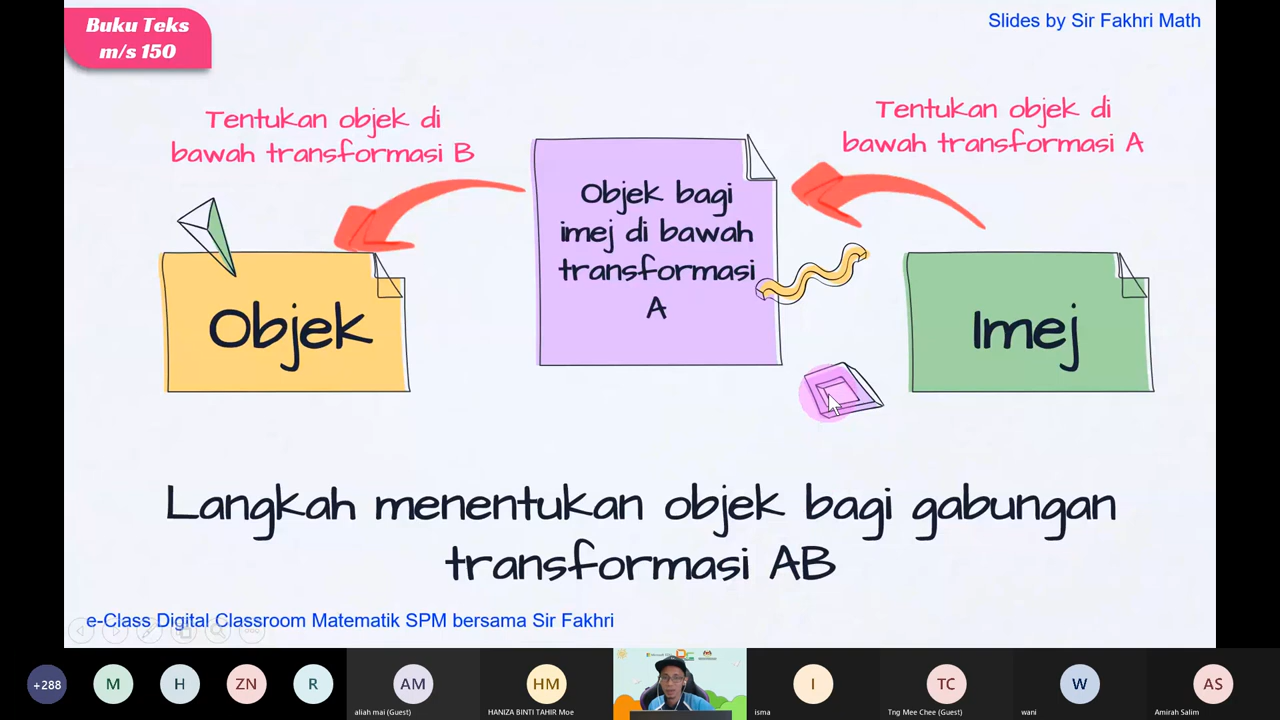 Buku Teks
m/s 150
Slides by Sir Fakhri Math
Tentukan objek di
bawah transformasi B
Tentukan objek di
bawah transformasi A
Objek bagi
imej di bawah
transformasi
A
Objek
Imej
Langkah menentukan objek bagi gabungan
transformasi AB
e-Class Digital Classroom Matematik SPM bersama Sir Fakhri
+288
M
H
ZN
R
AM
HM
I
TC
W
AS
aliah mai (Guest)
HANIZA BINTI TAHIR Moe
isma
Tng Mee Chee (Guest)
wani
Amirah Salim